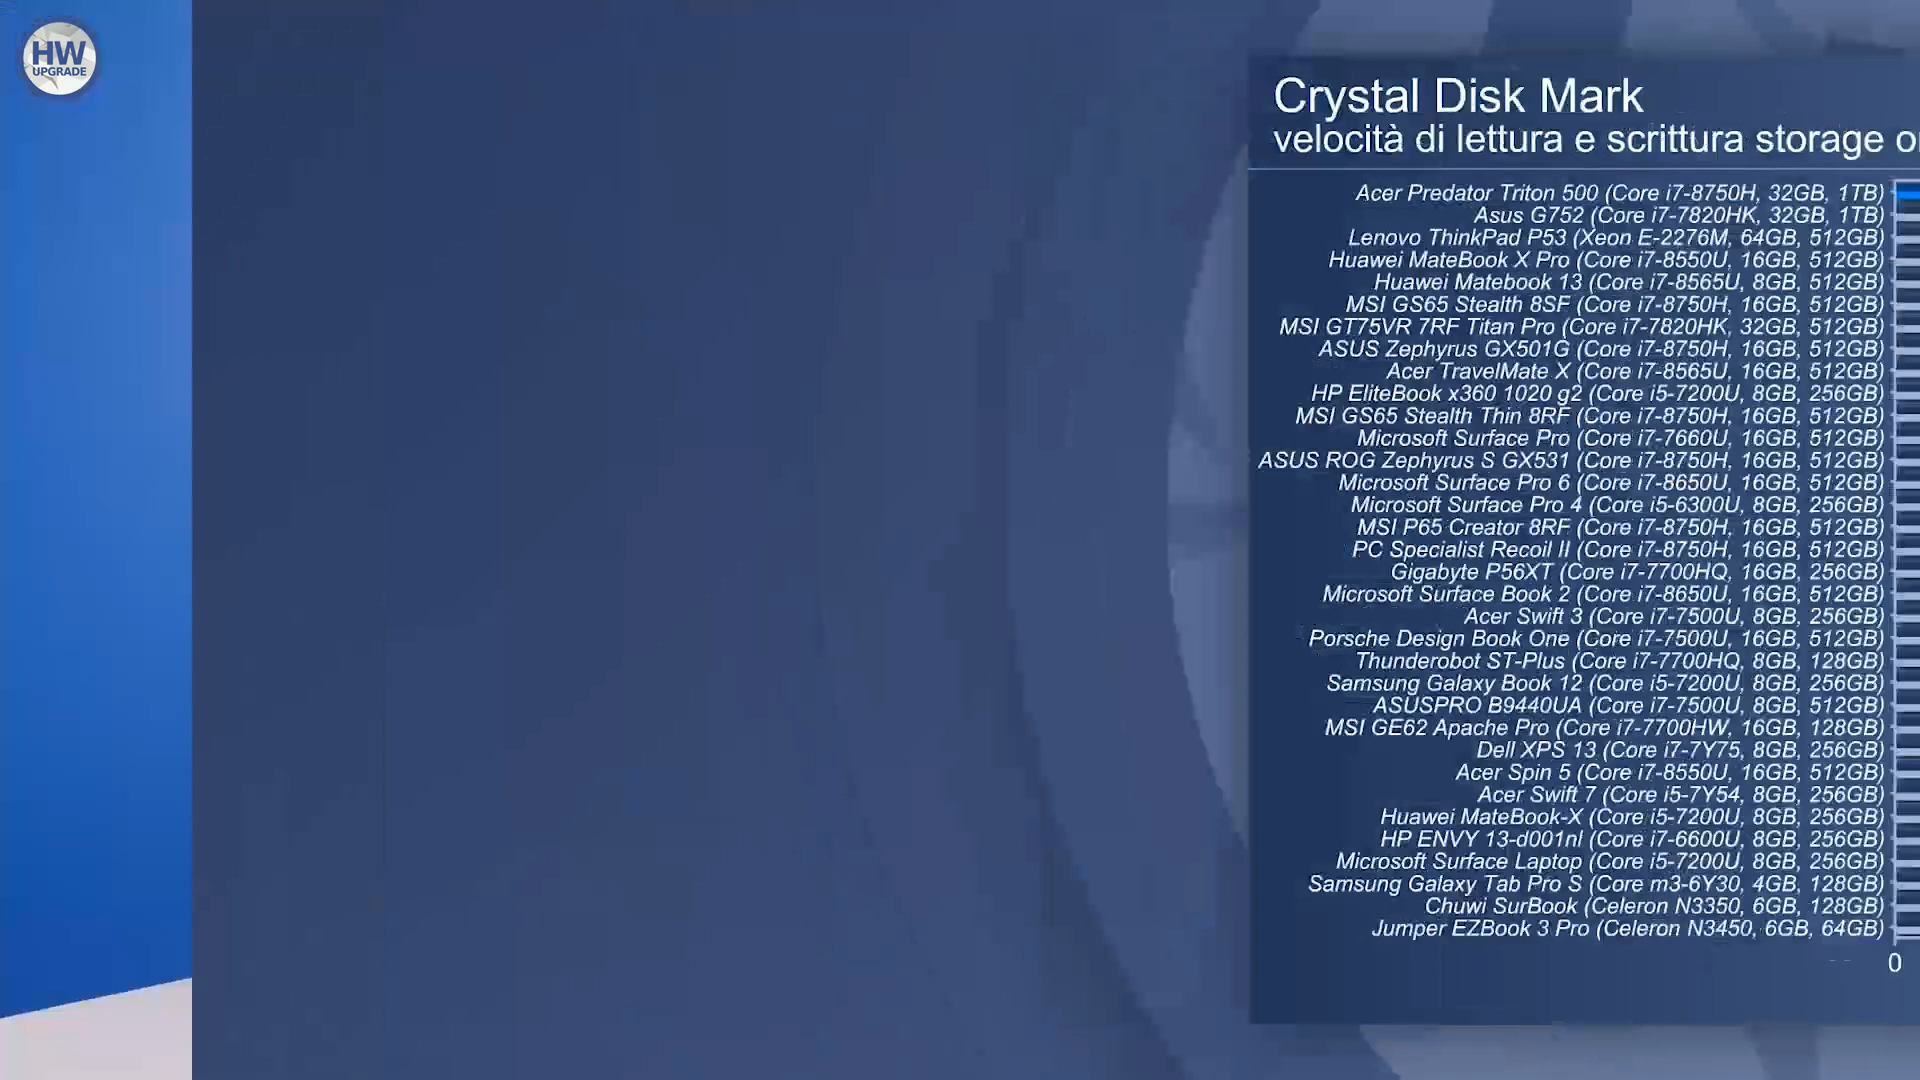 HW
UPGRADE
Crystal Disk Mark
velocità di lettura e scrittura storage
Acer Predator Triton 500 (Core i7-8750H, 32GB, 1TB)
Asus G752 (Core i7-7820HK, 32GB, 1TB)
Lenovo ThinkPad P53 (Xeon E-2276M, 64GB, 512GB)
Huawei MateBook X Pro (Core i7-8550U, 16GB, 512GB)
Huawei Matebook 13 (Core i7-8565U, 8GB, 512GB)
MSI GS65 Stealth 8SF (Core i7-8750H, 16GB, 512GB)
MSI GT75VR 7RF Titan Pro (Core i7-7820HK, 32GB, 512GB)
ASUS Zephyrus GX501G (Core i7-8750H, 16GB, 512GB)
Acer TravelMate X (Core i7-8565U, 16GB, 512GB)
HP EliteBook x360 1020 g2 (Core i5-7200U, 8GB, 256GB)
MSI GS65 Stealth Thin 8RF (Core i7-8750H, 16GB, 512GB)
Microsoft Surface Pro (Core i7-7660U, 16GB, 512GB)
ASUS ROG Zephyrus S GX531 (Core i7-8750H, 16GB, 512GB)
Microsoft Surface Pro 6 (Core i7-8650U, 16GB, 512GB)
Microsoft Surface Pro 4 (Core i5-6300U, 8GB, 256GB)
MSI P65 Creator 8RF (Core i7-8750H, 16GB, 512GB)
PC Specialist Recoil II (Core i7-8750H, 16GB, 512GB)
Gigabyte P56XT (Core i7-7700HQ, 16GB, 256GB)
Microsoft Surface Book 2 (Core i7-8650U, 16GB, 512GB)
Acer Swift 3 (Core i7-7500U, 8GB, 256GB)
Porsche Design Book One (Core i7-7500U, 16GB, 512GB)
Thunderobot ST-Plus (Core i7-7700HQ, 8GB, 128GB)
Samsung Galaxy Book 12 (Core i5-7200U, 8GB, 256GB)
ASUSPRO B9440UA (Core i7-7500U, 8GB, 512GB)
MSI GE62 Apache Pro (Core i7-7700HW, 16GB, 128GB)
Dell XPS 13 (Core i7-7Y75, 8GB, 256GB)
Acer Spin 5 (Core i7-8550U, 16GB, 512GB)
Acer Swift 7 (Core i5-7Y54, 8GB, 256GB)
Huawei MateBook-X (Core i5-7200U, 8GB, 256GB)
HP ENVY 13-d001nl (Core i7-6600U, 8GB, 256GB)
Microsoft Surface Laptop (Core i5-7200U, 8GB, 256GB)
Samsung Galaxy Tab Pro S (Core m3-6Y30, 4GB, 128GB)
Chuwi SurBook (Celeron N3350, 6GB, 128GB)
Jumper EZBook 3 Pro (Celeron N3450, 6GB, 64GB)
0